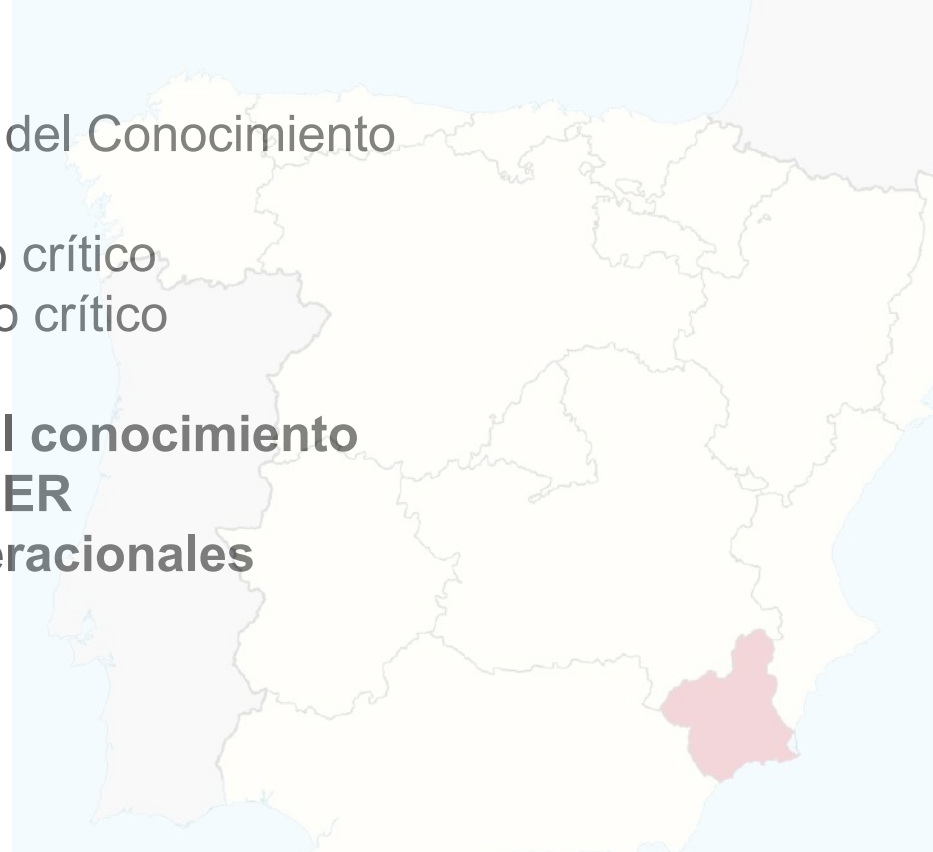 del Conocimiento
o crítico
o crítico
l conocimiento
ER
eracionales